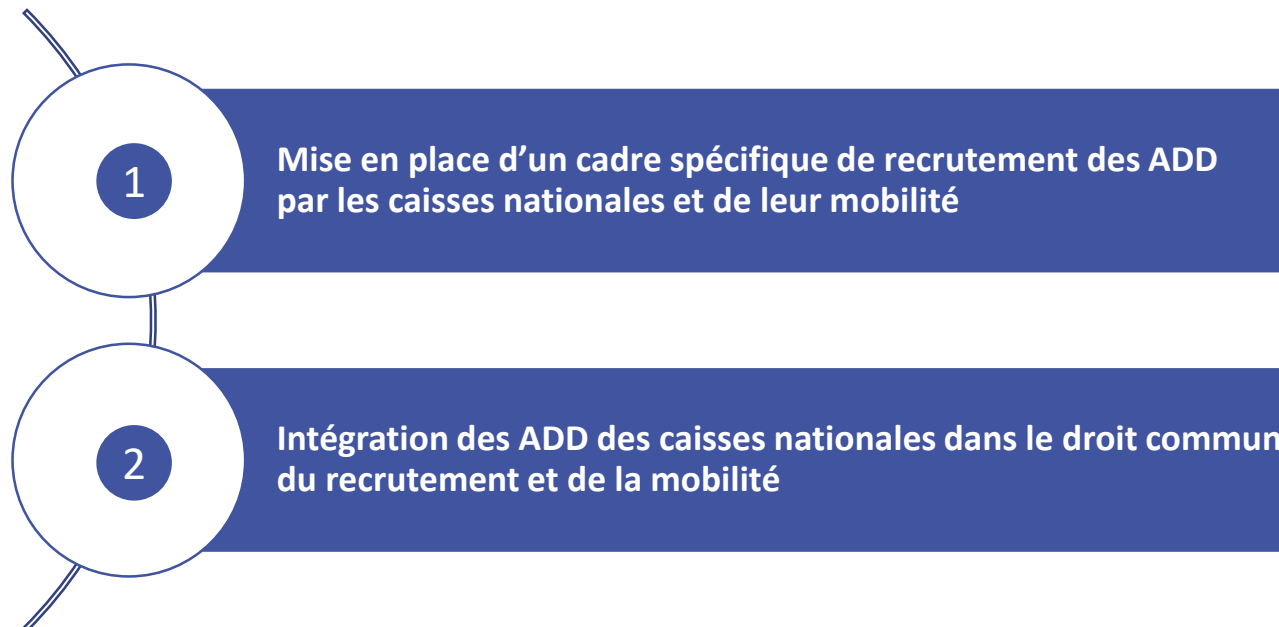 1
Mise en place d’un cadre spécifique de recrutement des ADD
par les caisses nationales et de leur mobilité
2
Intégration des ADD des caisses nationales dans le droit commun
du recrutement et de la mobilité